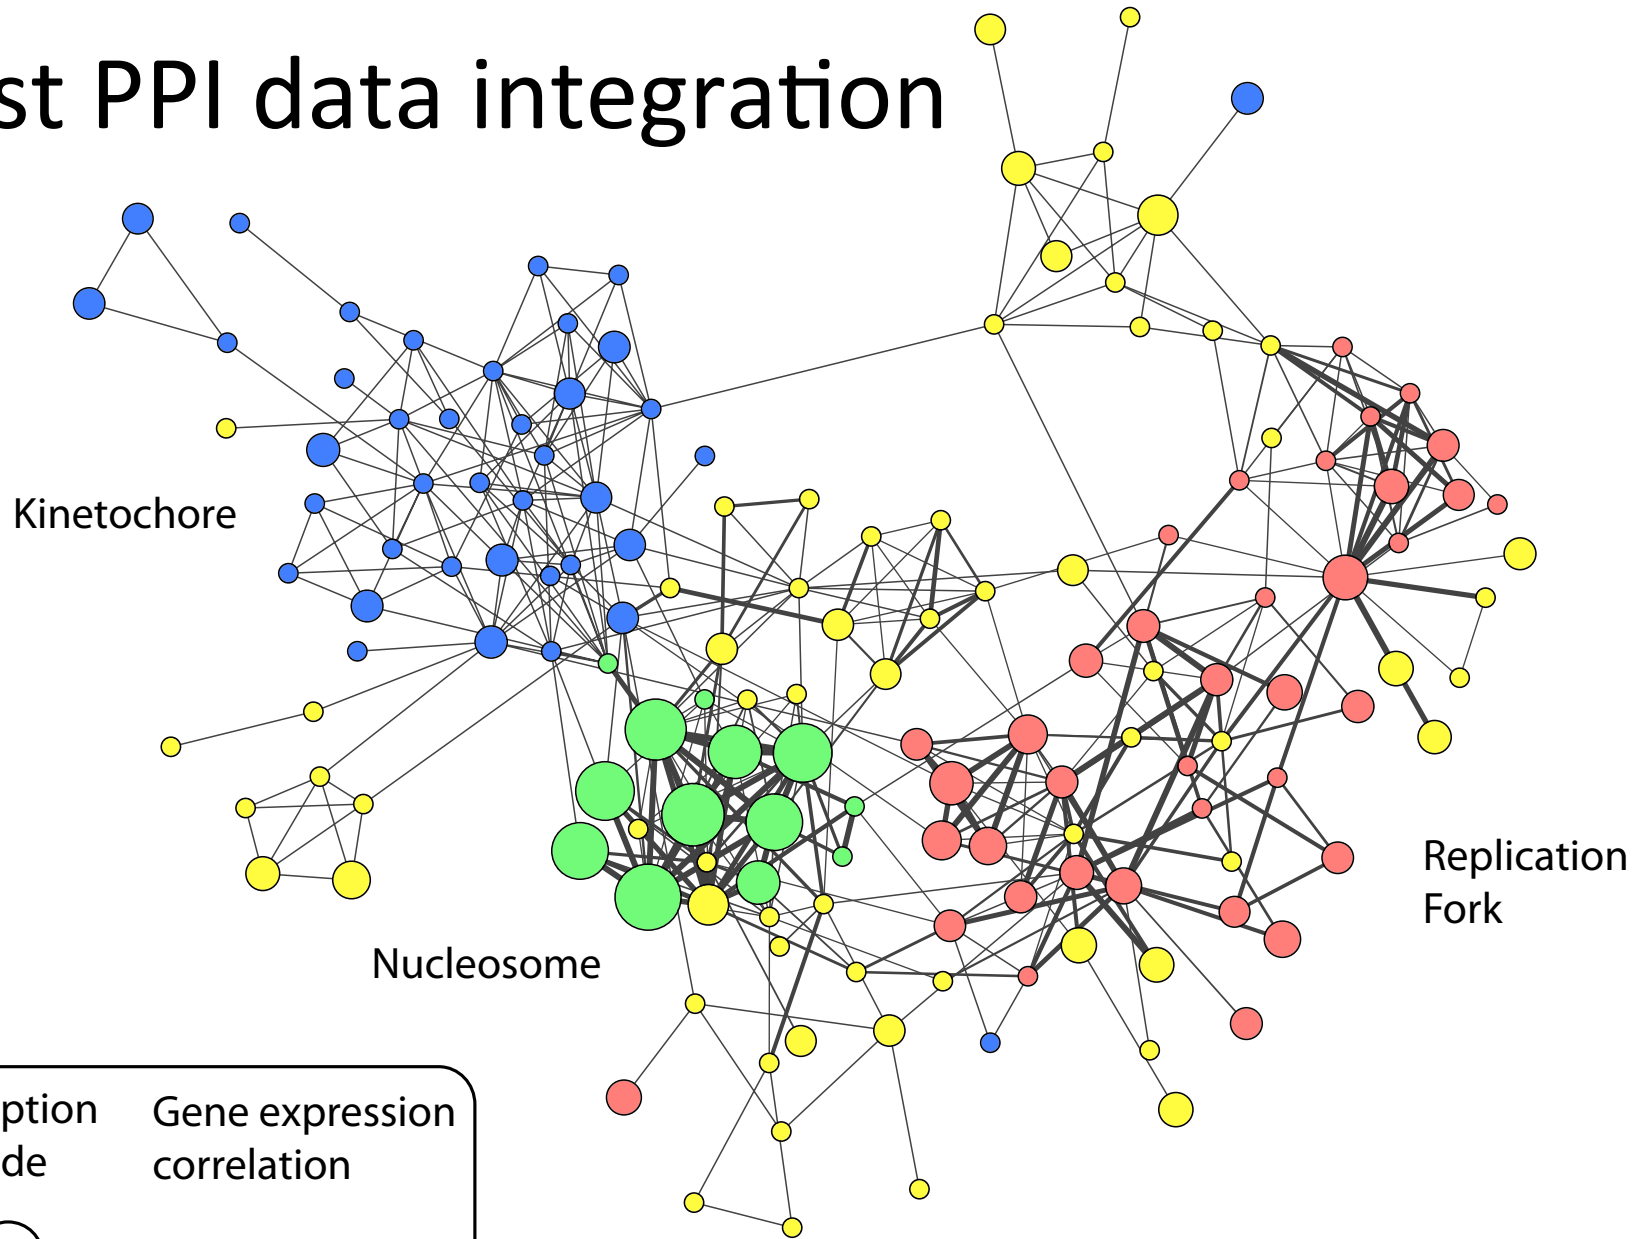 st PPI data integration
Kinetochore
Replication
Fork
Nucleosome
ption
Gene expression
de
correlation